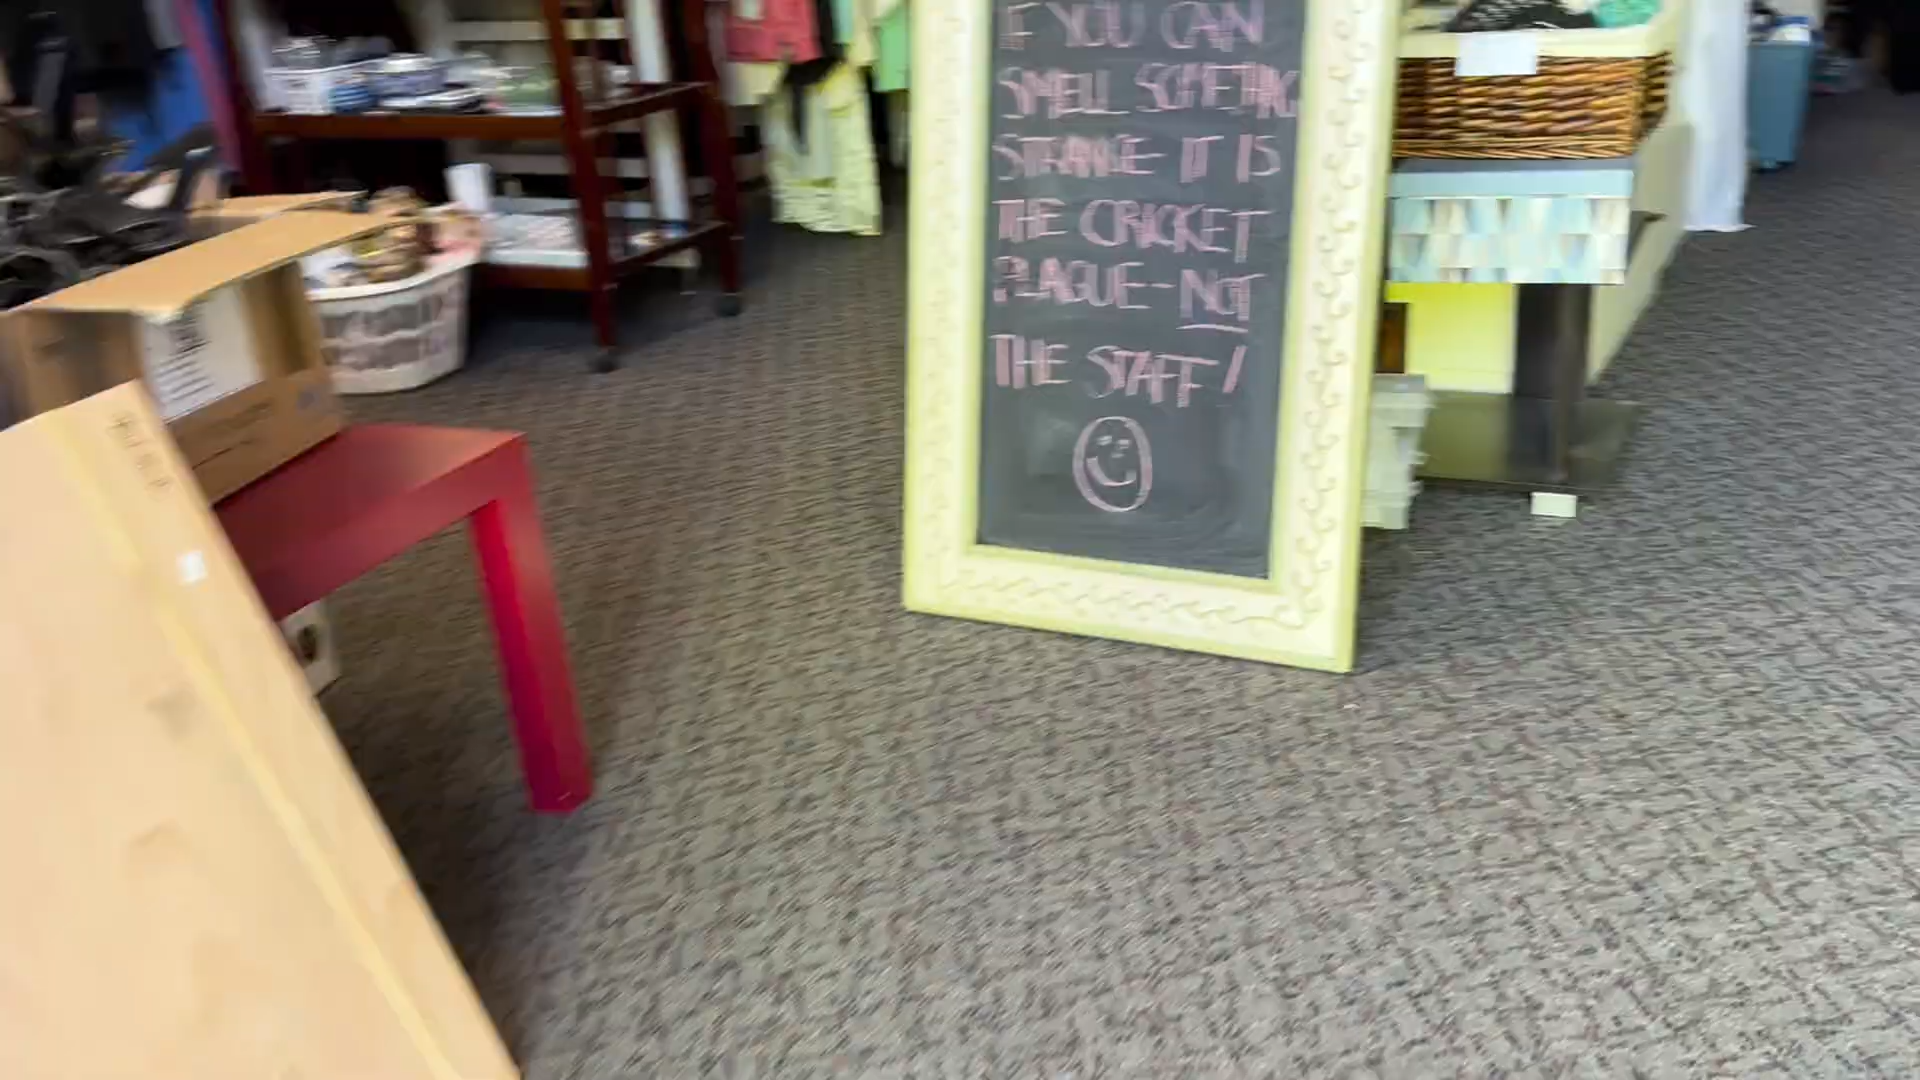 IF YOU CAN
SMELL SOMETHING
STRANGE IT IS
THE CRICKET
PLAGUE-NOT
THE STAFF!